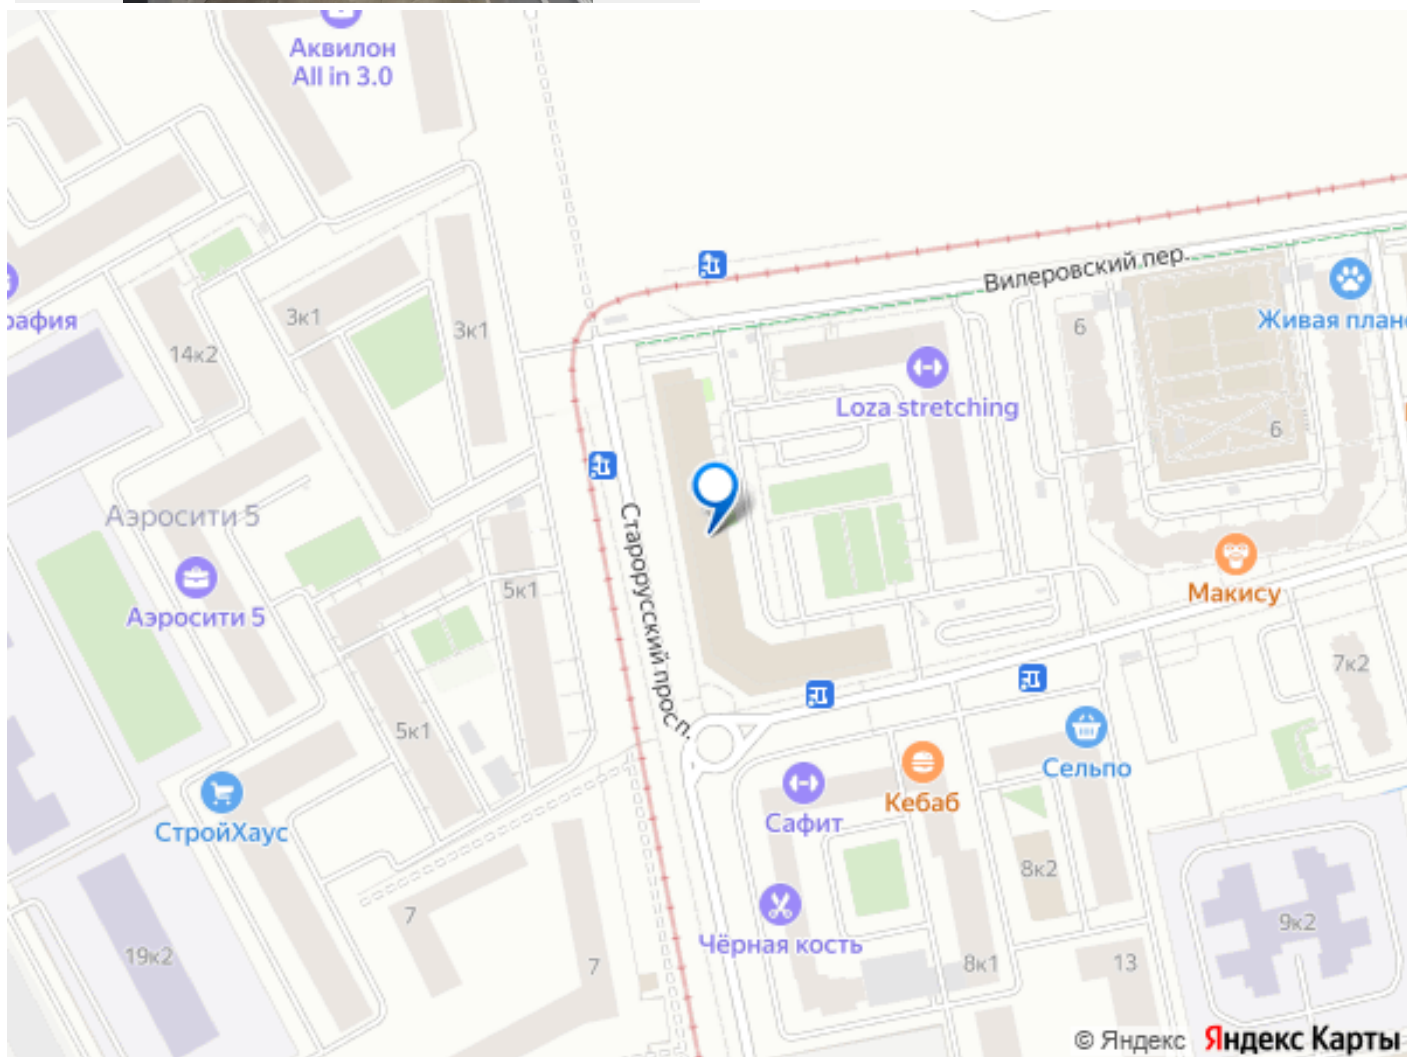 Аквилон
All in 3.0
рафия
14к2
3к1
3к1
Вилеровский пер.
6
Живая план
Loza stretching
6
Аэросити 5
Аэросити 5
5к1
Старорусский просп.
Макису
7к2
5к1
СтройХаус
Сельпо
Кебаб
Сафит
8к2
7
Чёрная кость
9к2
19к2
7
8к1
13
© Яндекс Яндекс Карты